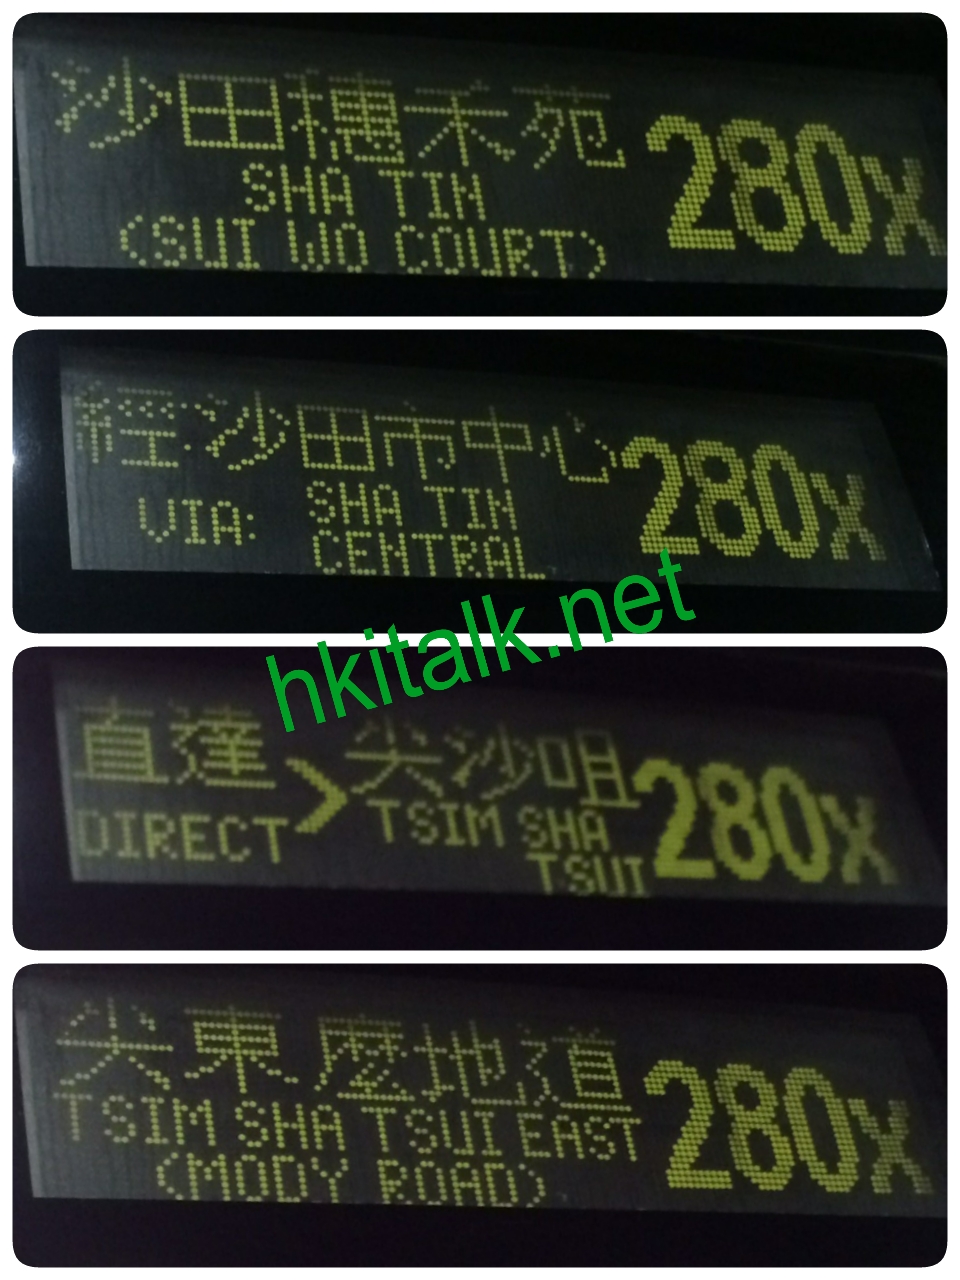 沙田穗禾苑
SHA TIN
(SUI WO COURT)
280X
經沙田市中心
VIA: SHA TIN
CENTRAL
280X
hkitalk.net
直達 > 尖沙咀
DIRECT TSIM SHA
TSUI
280X
尖東麼地道
TSIM SHA TSUI EAST
(MODY ROAD)
280X